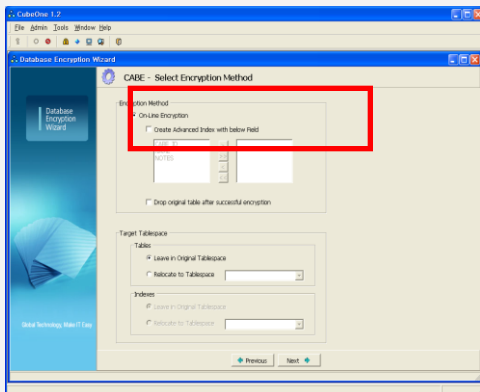 CubeOne 1.2
File Admin Tools Window Help
Database Encryption Wizard
CABE - Select Encryption Method
Database
Encryption
Wizard
Encryption Method
On-Line Encryption
Create Advanced Index with below Field
CABE_ID
NOTES
Drop original table after successful encryption
Target Tablespace
Tables
Leave in Original Tablespace
Relocate to Tablespace
Indexes
Leave in Original Tablespace
Relocate to Tablespace
Global Technology, Make IT Easy
Previous Next